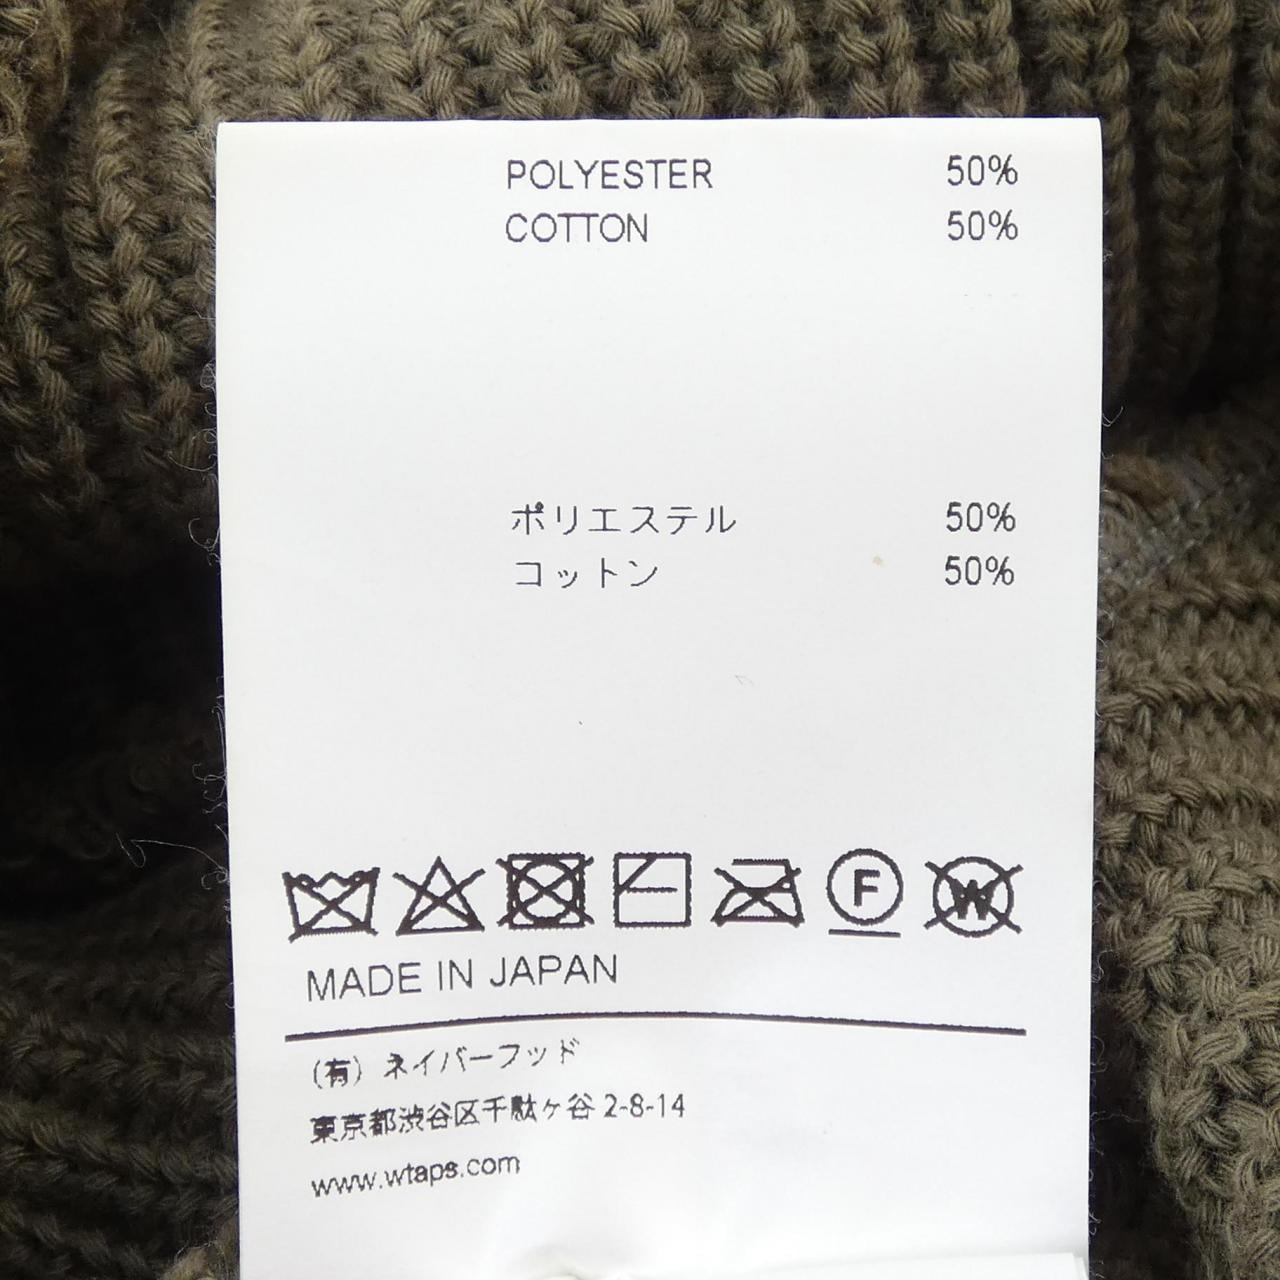 POLYESTER 50%
COTTON 50%
ポリエステル 50%
コットン 50%
F W
MADE IN JAPAN
(有) ネイバーフッド
東京都渋谷区千駄ヶ谷 2-8-14
www.wtaps.com